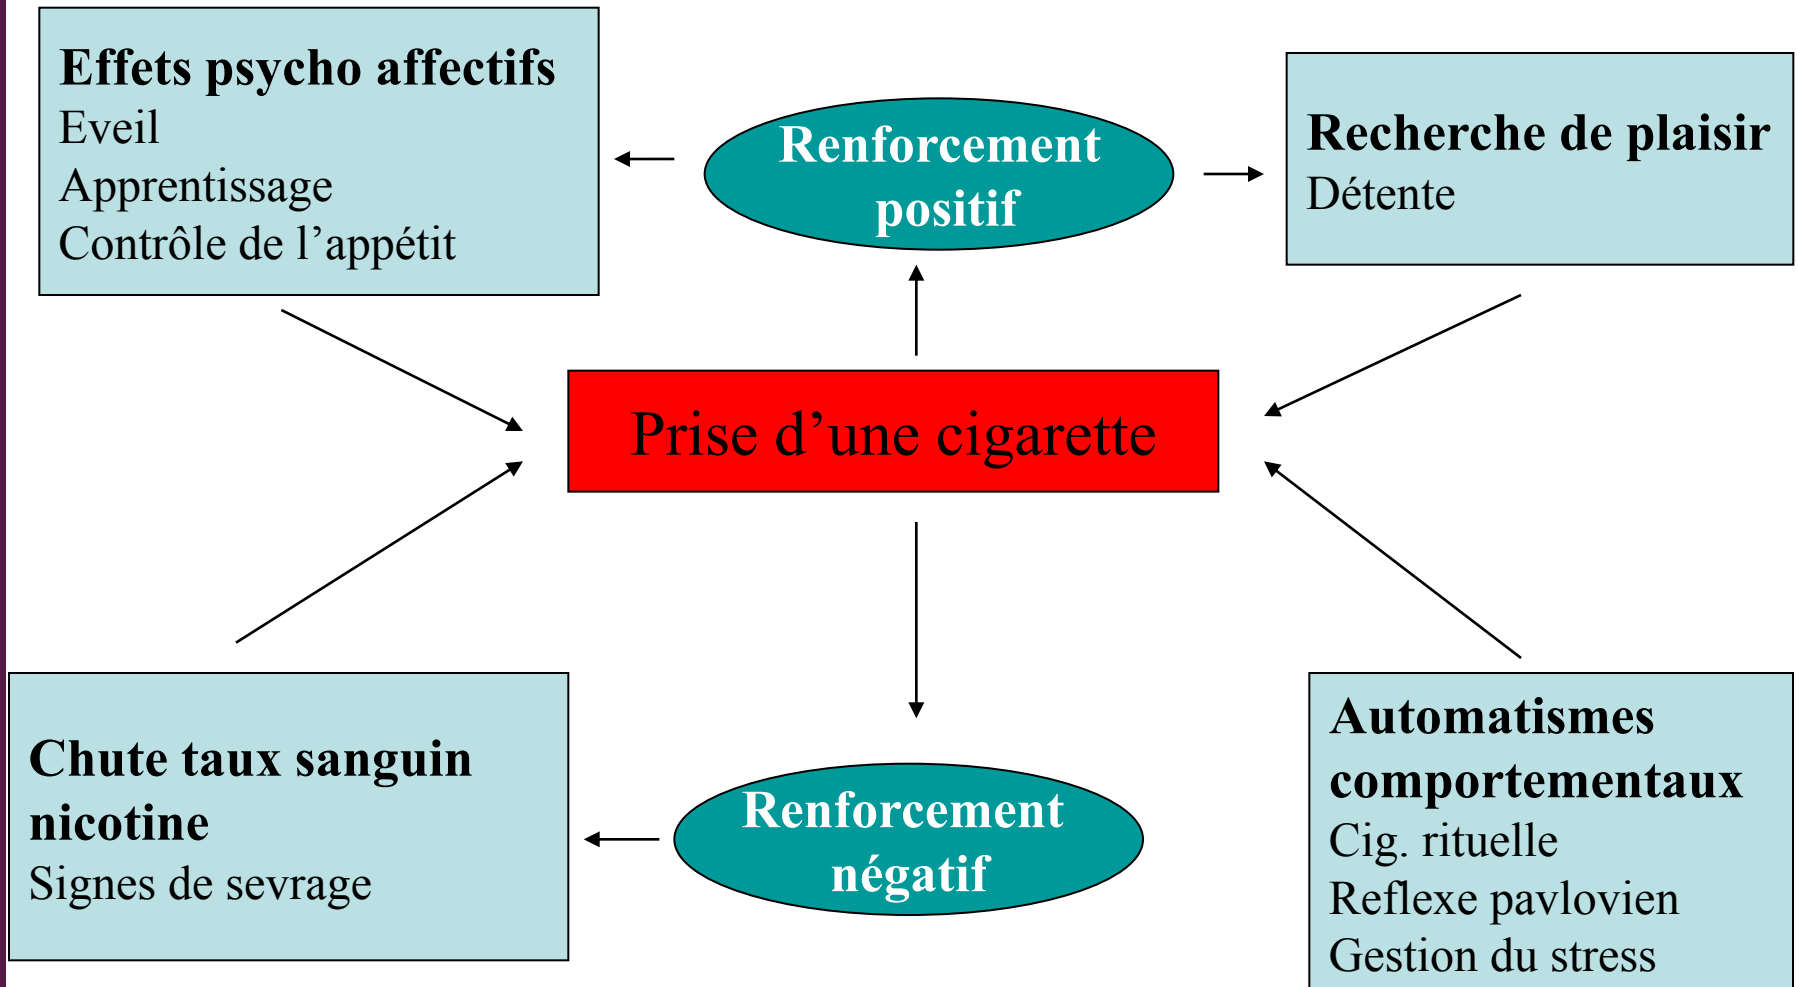 Effets psycho affectifs
Eveil
Apprentissage
Contrôle de l’appétit
Renforcement
positif
Recherche de plaisir
Détente
Prise d’une cigarette
Chute taux sanguin
nicotine
Signes de sevrage
Renforcement
négatif
Automatismes
comportementaux
Cig. rituelle
Reflexe pavlovien
Gestion du stress